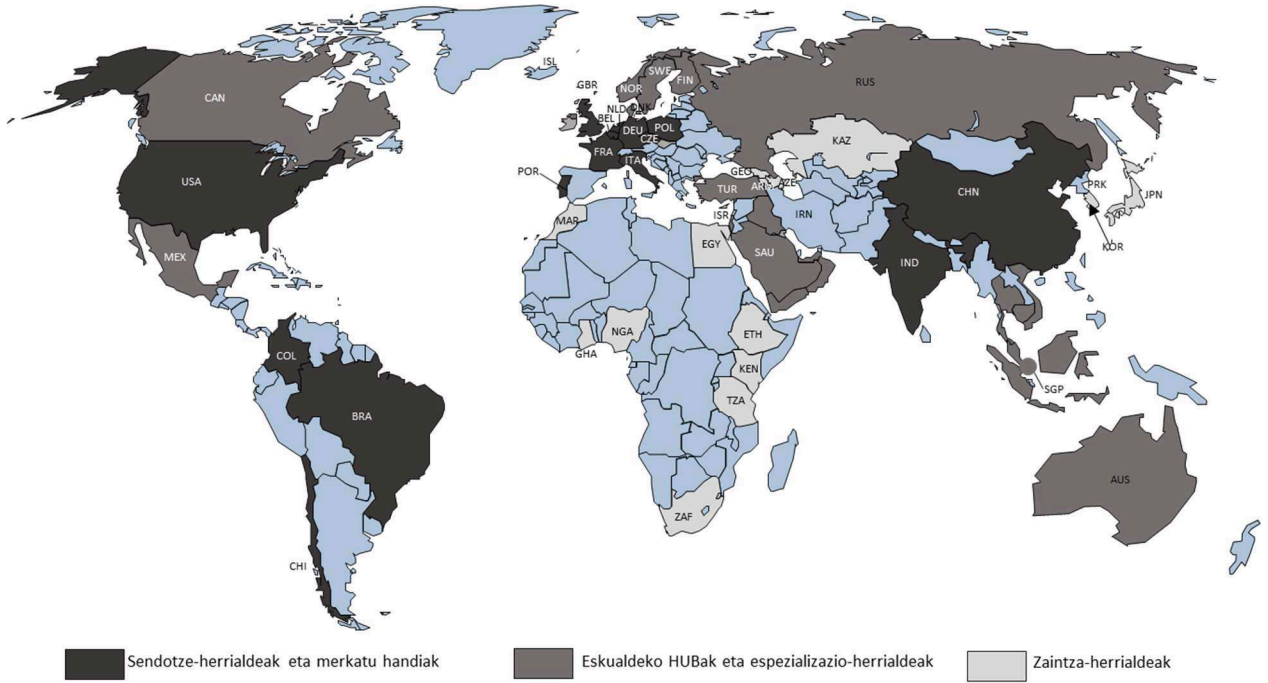 ISL
SWE
FIN
NOR
RUS
GBR
CAN
DNK
NLD
BEL
DEU
POL
CZE
KAZ
FRA
ITA
USA
POR
GEO
TUR
ARM
AZE
CHN
PRK
JPN
MAR
ISR
IRN
KOR
EGY
SAU
MEX
IND
NGA
ETH
COL
GHA
KEN
SGP
TZA
BRA
AUS
ZAF
CHI
Sendotze-herrialdeak eta merkatu handiak
Eskualdeko HUBak eta espezializazio-herrialdeak
Zaintza-herrialdeak